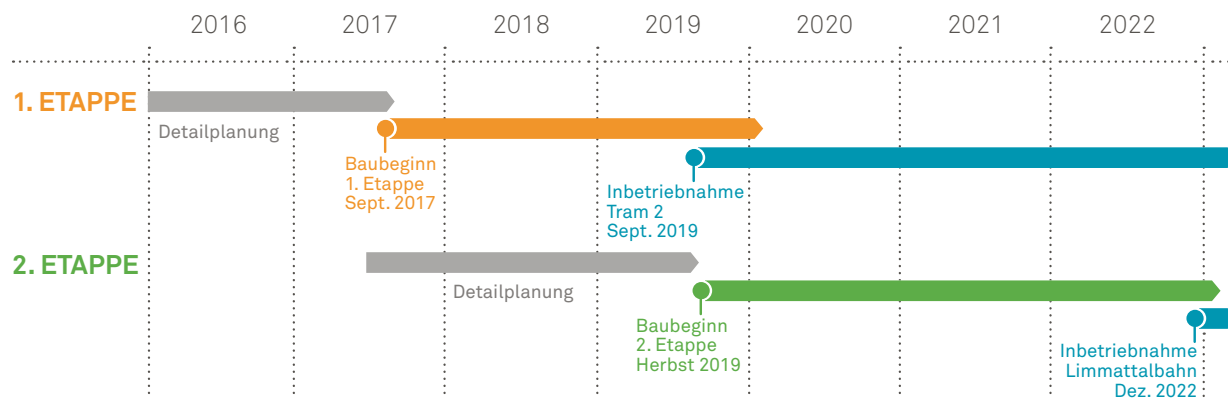 2016 2017 2018 2019 2020 2021 2022
1. ETAPPE
Detailplanung
Baubeginn
1. Etappe
Sept. 2017
Inbetriebnahme
Tram 2
Sept. 2019
2. ETAPPE
Detailplanung
Baubeginn
2. Etappe
Herbst 2019
Inbetriebnahme
Limmattalbahn
Dez. 2022